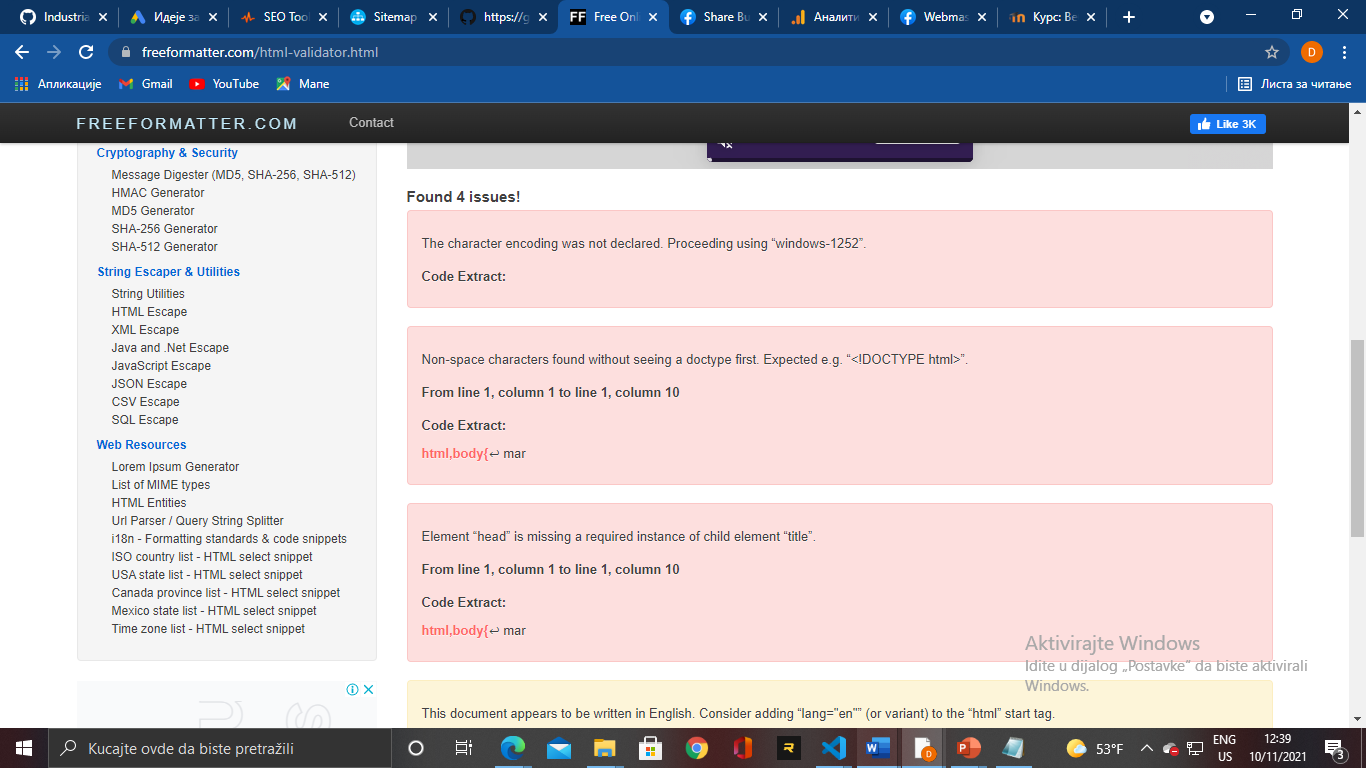 Industria
Идеје за
SEO Tool
Sitemap
https://g
Free Onl
Share Bu
Аналити
Webmas
Курс: Ве
freeformatter.com/html-validator.html
D
Апликације
Gmail
YouTube
Мапе
Листа за читање
FREEFORMATTER.COM
Contact
Like 3K
Cryptography & Security
Message Digester (MD5, SHA-256, SHA-512)
HMAC Generator
MD5 Generator
SHA-256 Generator
SHA-512 Generator
String Escaper & Utilities
String Utilities
HTML Escape
XML Escape
Java and .Net Escape
JavaScript Escape
JSON Escape
CSV Escape
SQL Escape
Web Resources
Lorem Ipsum Generator
List of MIME types
HTML Entities
Url Parser / Query String Splitter
i18n - Formatting standards & code snippets
ISO country list - HTML select snippet
USA state list - HTML select snippet
Canada province list - HTML select snippet
Mexico state list - HTML select snippet
Time zone list - HTML select snippet
Found 4 issues!
The character encoding was not declared. Proceeding using “windows-1252”.
Code Extract:
Non-space characters found without seeing a doctype first. Expected e.g. “<!DOCTYPE html>”.
From line 1, column 1 to line 1, column 10
Code Extract:
html,body{↩ mar
Element “head” is missing a required instance of child element “title”.
From line 1, column 1 to line 1, column 10
Code Extract:
html,body{↩ mar
This document appears to be written in English. Consider adding “lang="en"” (or variant) to the “html” start tag.
Aktivirajte Windows
Idite u dijalog „Postavke“ da biste aktivirali
Windows.
Kucajte ovde da biste pretražili
53°F
ENG
US
12:39
10/11/2021
3